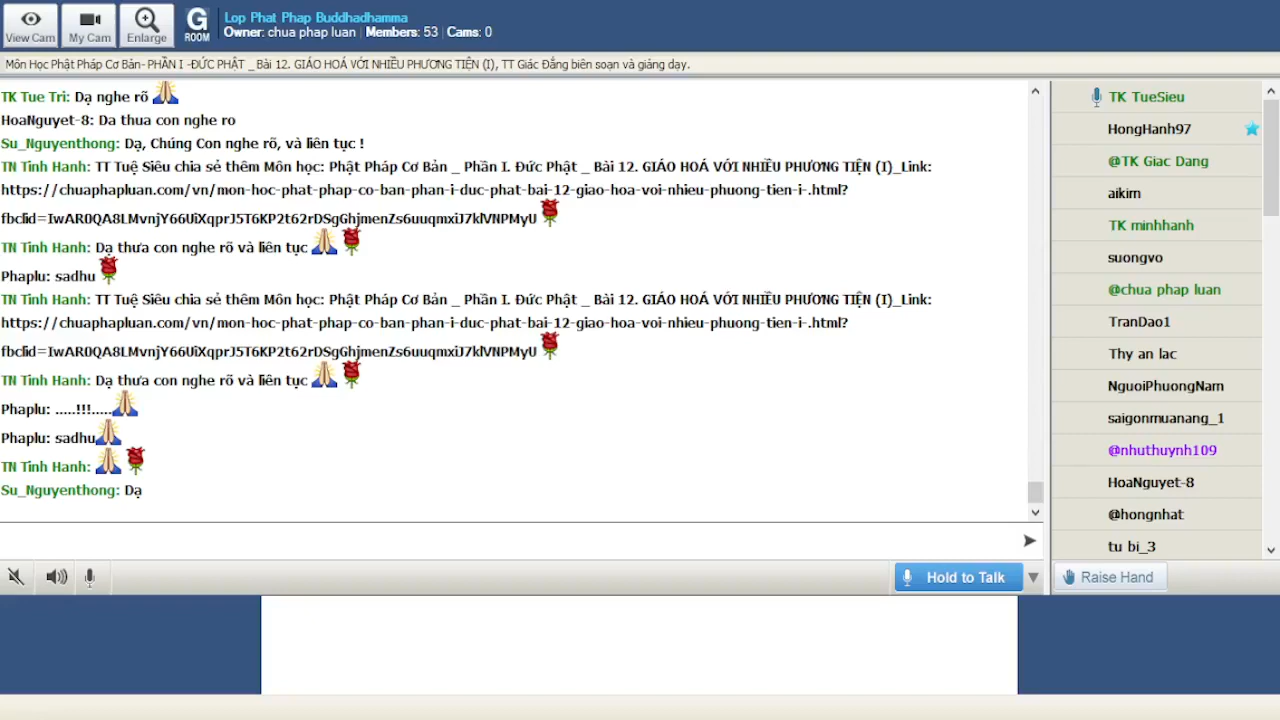 View Cam
My Cam
Enlarge
G
ROOM
Lop Phat Phap Buddhadhamma
Owner: chua phap luan | Members: 53 | Cams: 0
Môn Học Phật Pháp Cơ Bản- PHẦN I -ĐỨC PHẬT _ Bài 12. GIÁO HOÁ VỚI NHIỀU PHƯƠNG TIỆN (I), TT Giác Đẳng biên soạn và giảng dạy.
TK Tue Tri: Dạ nghe rõ
HoaNguyet-8: Da thua con nghe ro
Su_Nguyenthong: Dạ, Chúng Con nghe rõ, và liên tục !
TN Tinh Hanh: TT Tuệ Siêu chia sẻ thêm Môn học: Phật Pháp Cơ Bản _ Phần I. Đức Phật _ Bài 12. GIÁO HOÁ VỚI NHIỀU PHƯƠNG TIỆN (I)_Link:
https://chuaphapluan.com/vn/mon-hoc-phat-phap-co-ban-phan-i-duc-phat-bai-12-giao-hoa-voi-nhieu-phuong-tien-i-.html?
fbclid=IwAR0QA8LMvnjY66UiXqprJ5T6KP2t62rDSgGhjmenZs6uuqmxiJ7klVNPMyU
TN Tinh Hanh: Dạ thưa con nghe rõ và liên tục
Phaplu: sadhu
TN Tinh Hanh: TT Tuệ Siêu chia sẻ thêm Môn học: Phật Pháp Cơ Bản _ Phần I. Đức Phật _ Bài 12. GIÁO HOÁ VỚI NHIỀU PHƯƠNG TIỆN (I)_Link:
https://chuaphapluan.com/vn/mon-hoc-phat-phap-co-ban-phan-i-duc-phat-bai-12-giao-hoa-voi-nhieu-phuong-tien-i-.html?
fbclid=IwAR0QA8LMvnjY66UiXqprJ5T6KP2t62rDSgGhjmenZs6uuqmxiJ7klVNPMyU
TN Tinh Hanh: Dạ thưa con nghe rõ và liên tục
Phaplu: .....!!!.....
Phaplu: sadhu
TN Tinh Hanh:
Su_Nguyenthong: Dạ
TK TueSieu
HongHanh97
@TK Giac Dang
aikim
TK minhhanh
suongvo
@chua phap luan
TranDao1
Thy an lac
NguoiPhuongNam
saigonmuanang_1
@nhuthuynh109
HoaNguyet-8
@hongnhat
tu bi_3
Hold to Talk
Raise Hand